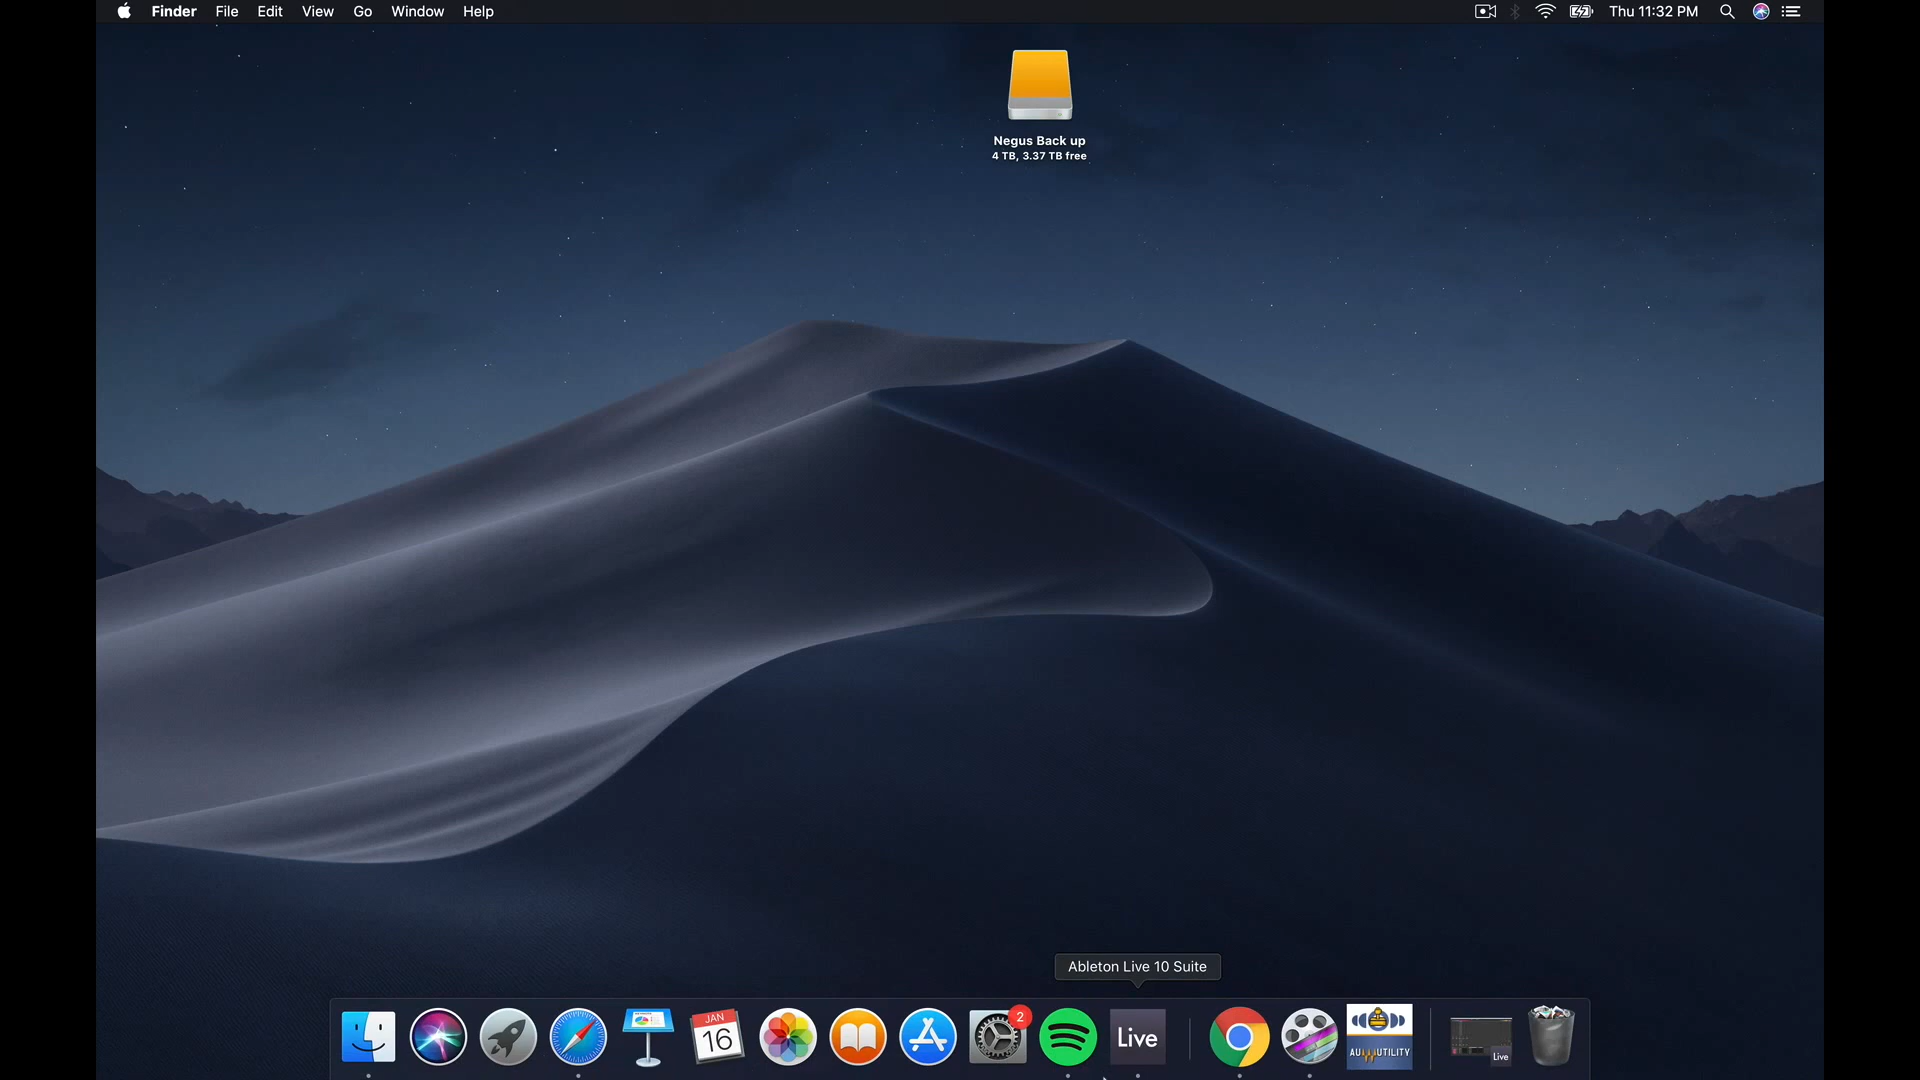 Finder File Edit View Go Window Help Thu 11:32 PM
Negus Back up
4 TB, 3.37 TB free
Ableton Live 10 Suite
JAN
16
2
Live
AU UTILITY
Live